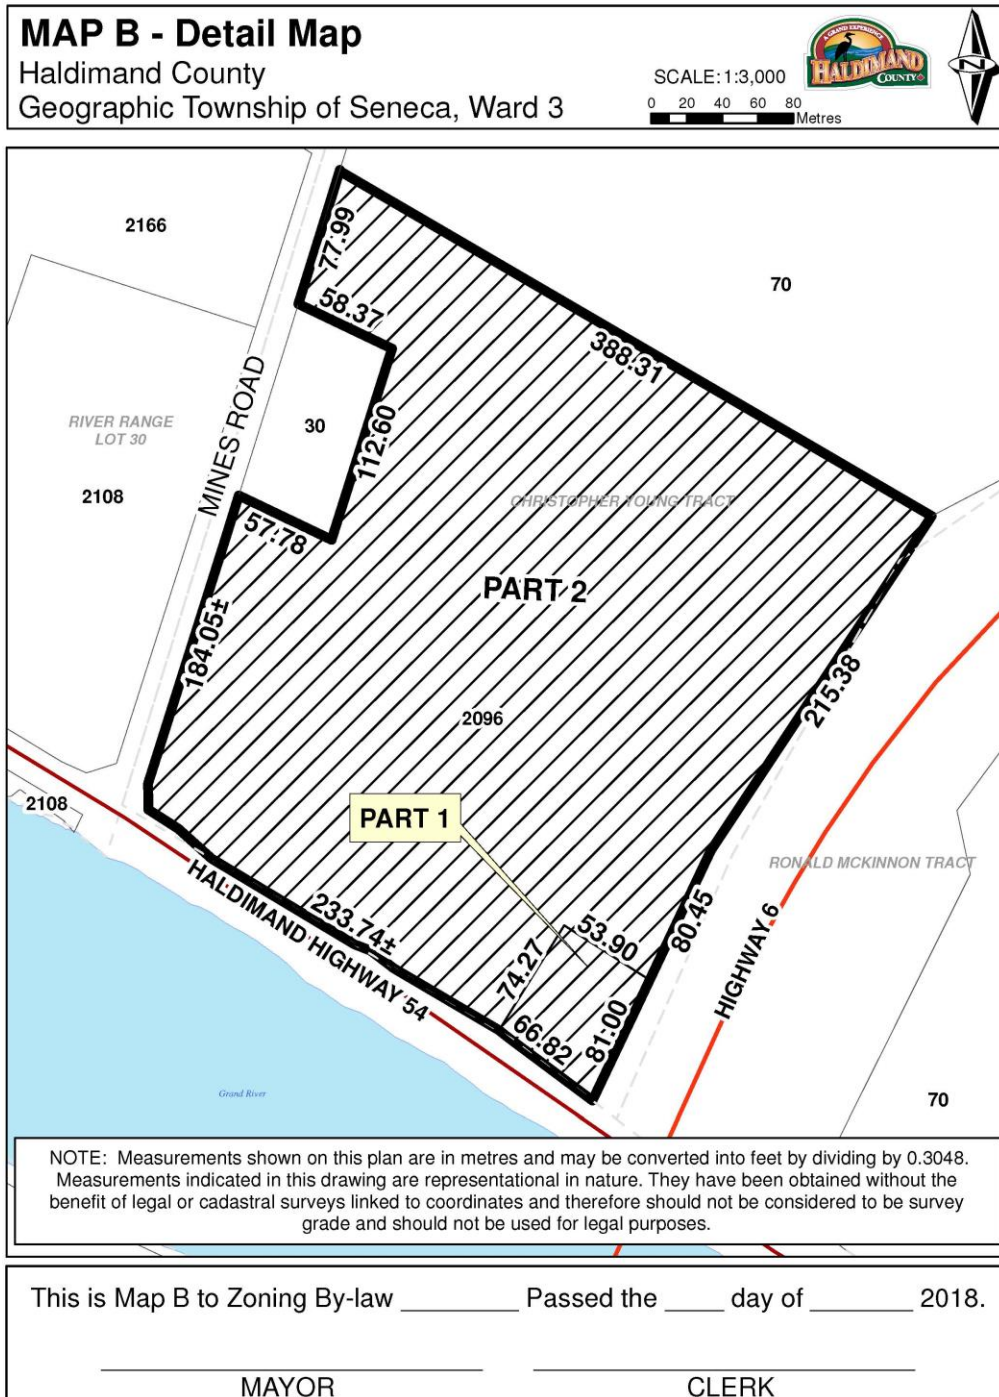 MAP B - Detail Map
Haldimand County
Geographic Township of Seneca, Ward 3
SCALE: 1:3,000
0 20 40 60 80
Metres
A GRAND EXPERIENCE
HALDIMAND
COUNTY
N
2166
77.99
70
58.37
388.31
RIVER RANGE
LOT 30
MINES ROAD
30
112.60
2108
57.78
CHRISTOPHER YOUNG TRACT
PART 2
184.05±
215.38
2096
2108
PART 1
RONALD MCKINNON TRACT
HALDIMAND HIGHWAY 54
233.74±
53.90
80.45
74.27
HIGHWAY 6
66.82
81.00
Grand River
70
NOTE: Measurements shown on this plan are in metres and may be converted into feet by dividing by 0.3048.
Measurements indicated in this drawing are representational in nature. They have been obtained without the
benefit of legal or cadastral surveys linked to coordinates and therefore should not be considered to be survey
grade and should not be used for legal purposes.
This is Map B to Zoning By-law ________ Passed the ____ day of _______ 2018.
MAYOR
CLERK